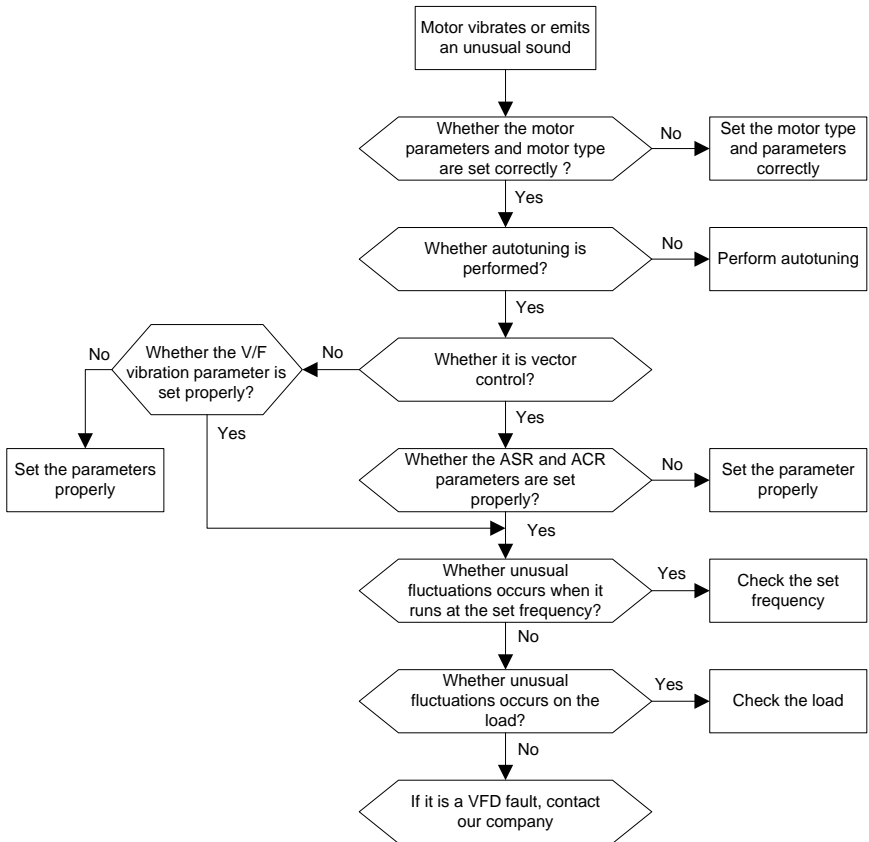 Motor vibrates or emits
an unusual sound
Whether the motor
parameters and motor type
are set correctly ?
No
Set the motor type
and parameters
correctly
Yes
Whether autotuning is
performed?
No
Perform autotuning
Yes
Whether it is vector
control?
No
Whether the V/F
vibration parameter is
set properly?
No
Set the parameters
properly
Yes
Yes
Whether the ASR and ACR
parameters are set
properly?
No
Set the parameter
properly
Yes
Whether unusual
fluctuations occurs when it
runs at the set frequency?
Yes
Check the set
frequency
No
Whether unusual
fluctuations occurs on the
load?
Yes
Check the load
No
If it is a VFD fault, contact
our company